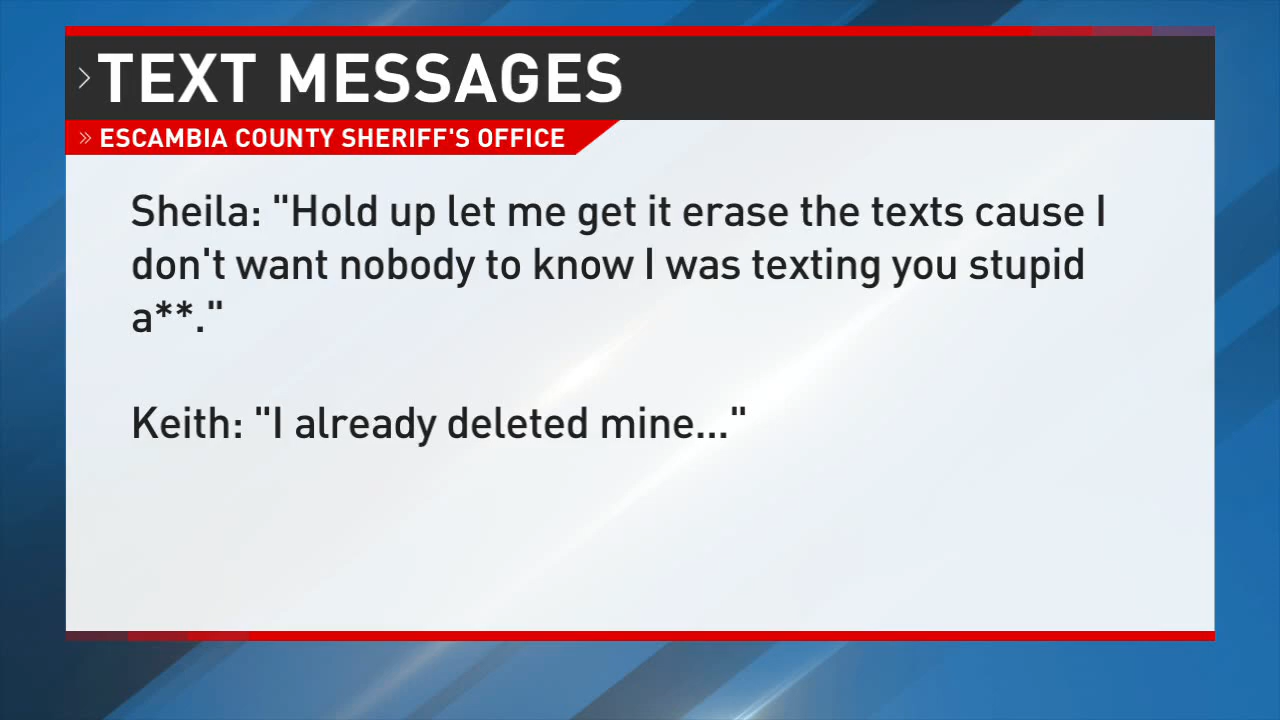 TEXT MESSAGES
ESCAMBIA COUNTY SHERIFF'S OFFICE
Sheila: "Hold up let me get it erase the texts cause I
don't want nobody to know I was texting you stupid
a**."
Keith: "I already deleted mine..."